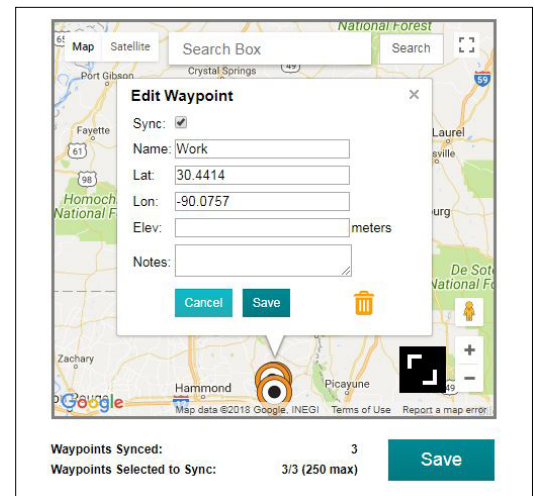 National Forest
Map Satellite Search Box Search
Port Gibson Crystal Springs 49
59
Edit Waypoint ×
Fayette Sync: Laurel
61 Name: Work sville
98 Lat: 30.4414
Homoch Lon: -90.0757
National F Elev: meters urg
Notes:
De Soto
National Fo
Cancel Save
Zachary +
Hammond Picayune −
Google Map data ©2018 Google, INEGI Terms of Use Report a map error
Waypoints Synced: 3
Waypoints Selected to Sync: 3/3 (250 max)
Save